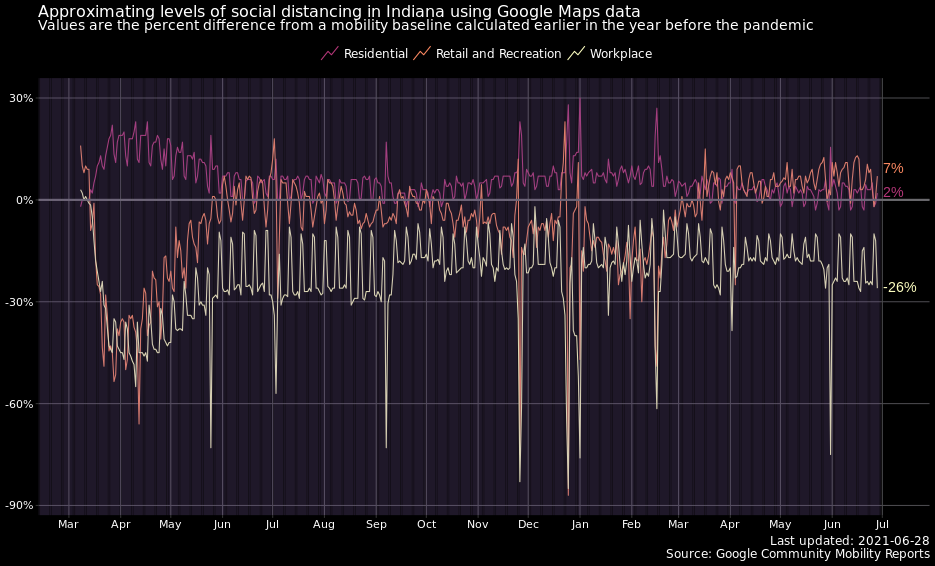 Approximating levels of social distancing in Indiana using Google Maps data
Values are the percent difference from a mobility baseline calculated earlier in the year before the pandemic
Residential Retail and Recreation Workplace
30%
0%
-30%
-60%
-90%
7%
2%
-26%
Mar Apr May Jun Jul Aug Sep Oct Nov Dec Jan Feb Mar Apr May Jun Jul
Last updated: 2021-06-28
Source: Google Community Mobility Reports